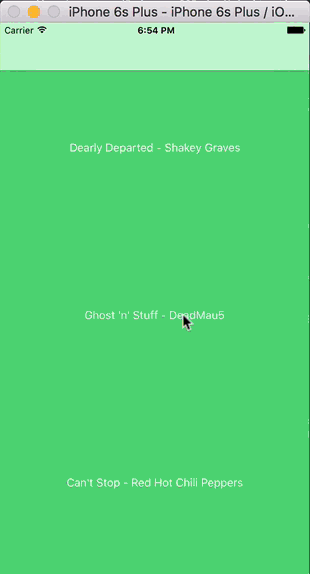 iPhone 6s Plus - iPhone 6s Plus / iO...
Carrier 6:54 PM
Dearly Departed - Shakey Graves
Ghost 'n' Stuff - DeadMau5
Can't Stop - Red Hot Chili Peppers